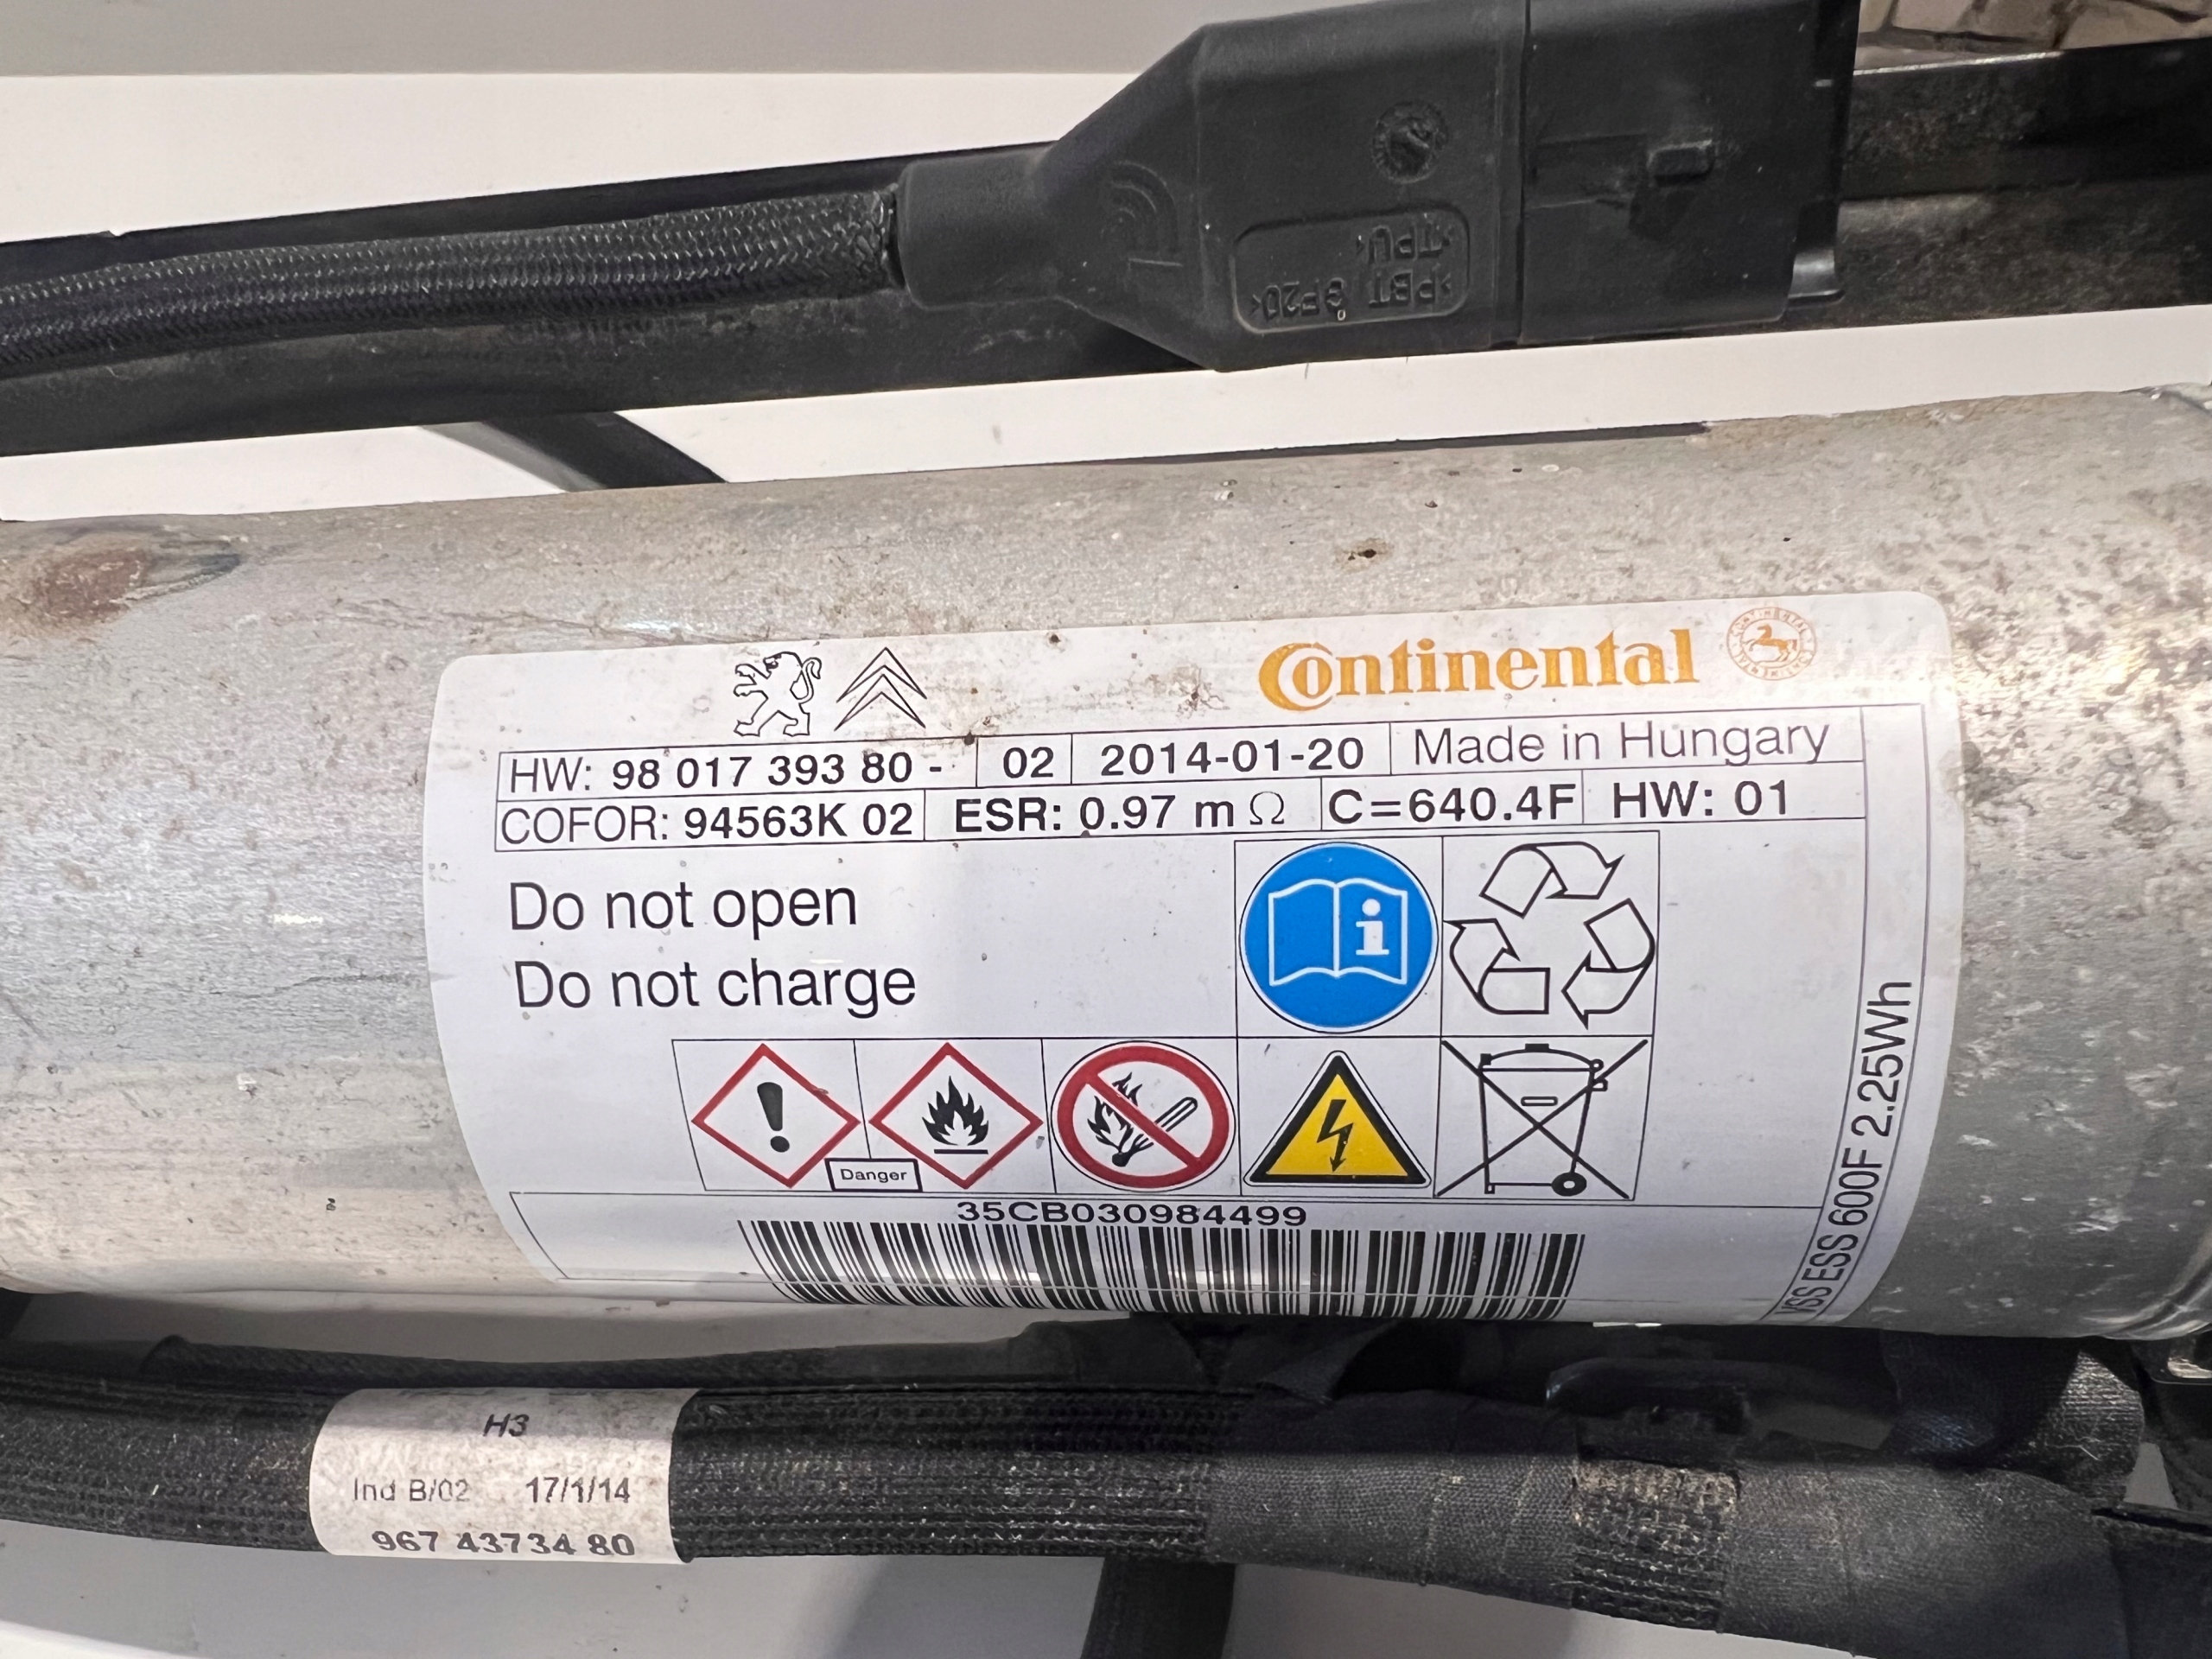 >PBT GF20<
>TPU<
Continental
HW: 98 017 393 80 - 02 2014-01-20 Made in Hungary
COFOR: 94563K 02 ESR: 0.97 m Ω C=640.4F HW: 01
Do not open
Do not charge
Danger
35CB030984499
VSS ESS 600F 2.25Wh
H3
Ind B/02 17/1/14
967 43734 80